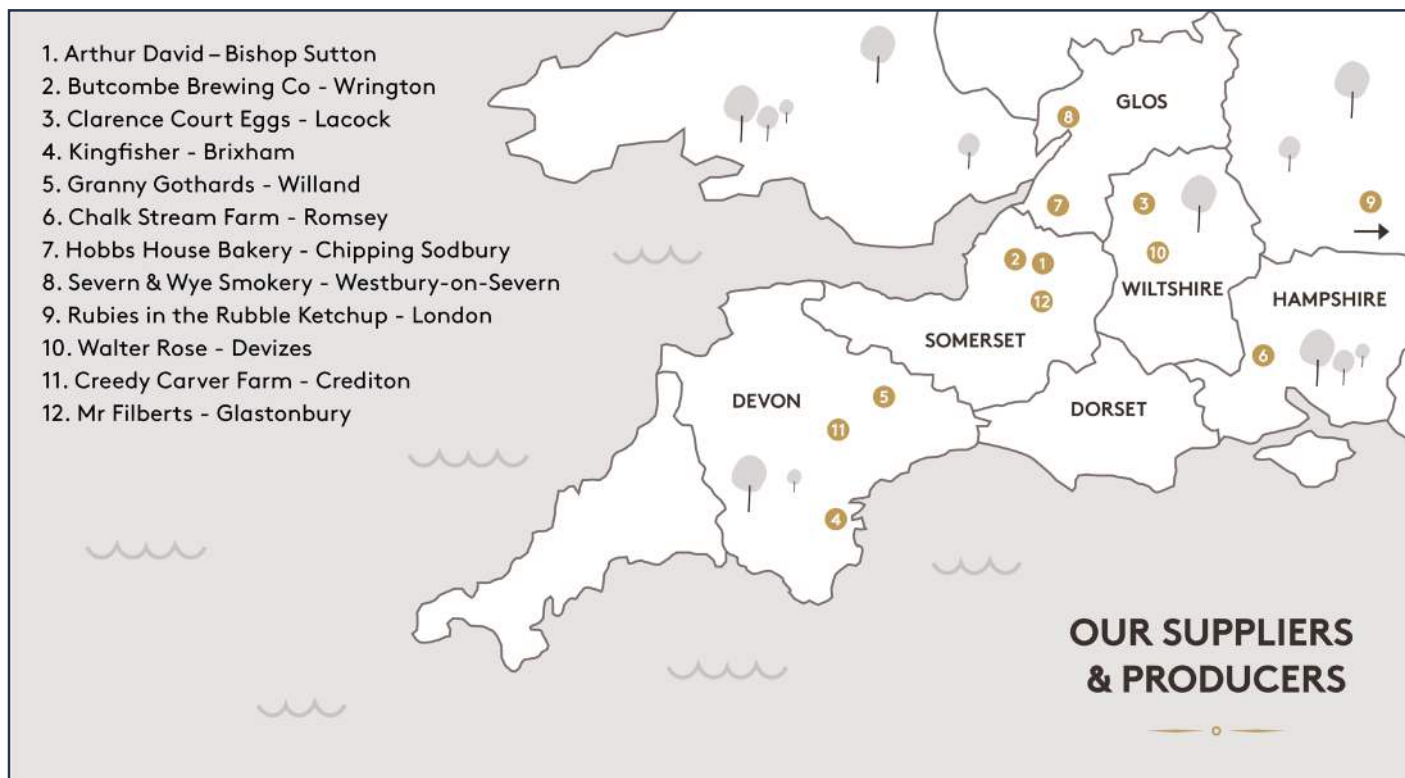 1. Arthur David – Bishop Sutton
2. Butcombe Brewing Co - Wrington
3. Clarence Court Eggs - Lacock
4. Kingfisher - Brixham
5. Granny Gothards - Willand
6. Chalk Stream Farm - Romsey
7. Hobbs House Bakery - Chipping Sodbury
8. Severn & Wye Smokery - Westbury-on-Severn
9. Rubies in the Rubble Ketchup - London
10. Walter Rose - Devizes
11. Creedy Carver Farm - Crediton
12. Mr Filberts - Glastonbury
GLOS
8
7
3
9
2
1
10
12
WILTSHIRE
HAMPSHIRE
SOMERSET
6
DEVON
5
DORSET
11
4
OUR SUPPLIERS
& PRODUCERS